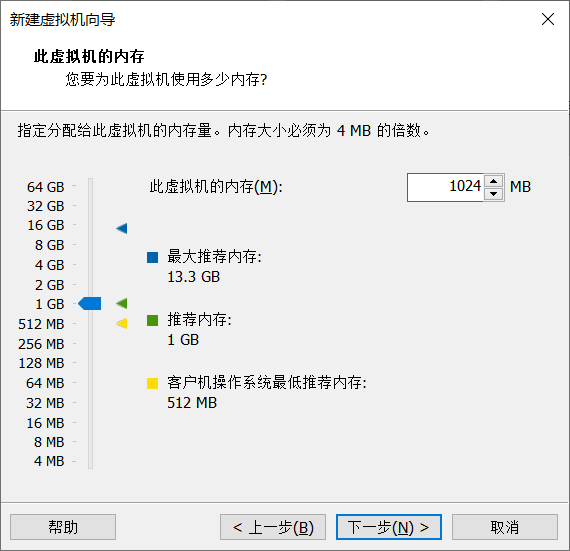 新建虚拟机向导
此虚拟机的内存
您要为此虚拟机使用多少内存?
指定分配给此虚拟机的内存量。内存大小必须为 4 MB 的倍数。
64 GB
32 GB
16 GB
8 GB
4 GB
2 GB
1 GB
512 MB
256 MB
128 MB
64 MB
32 MB
16 MB
8 MB
4 MB
此虚拟机的内存(M): 1024 MB
最大推荐内存:
13.3 GB
推荐内存:
1 GB
客户机操作系统最低推荐内存:
512 MB
帮助 < 上一步(B) 下一步(N) > 取消